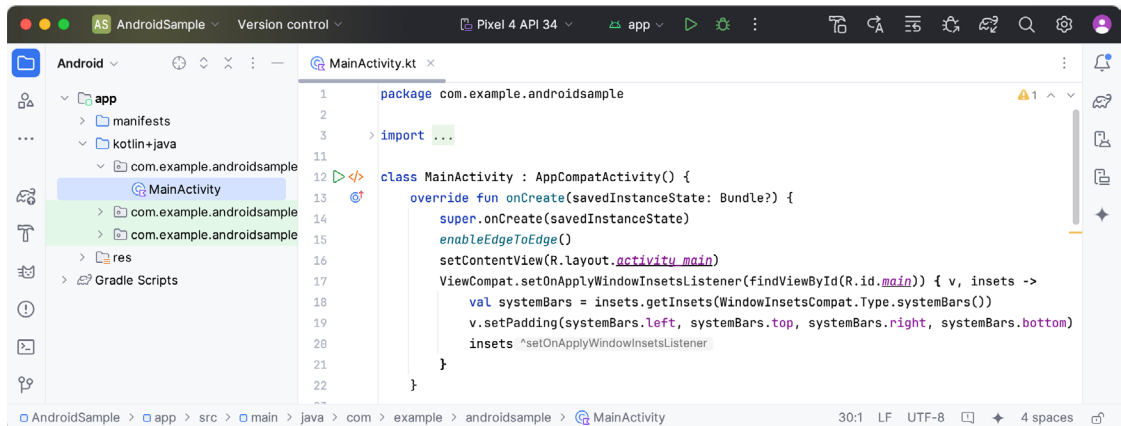 AS AndroidSample Version control Pixel 4 API 34 app
Android
app
manifests
kotlin+java
com.example.androidsample
MainActivity
com.example.androidsample
com.example.androidsample
res
Gradle Scripts
MainActivity.kt
1 package com.example.androidsample
1
2
3 import ...
11
12 class MainActivity : AppCompatActivity() {
13 override fun onCreate(savedInstanceState: Bundle?) {
14 super.onCreate(savedInstanceState)
15 enableEdgeToEdge()
16 setContentView(R.layout.activity_main)
17 ViewCompat.setOnApplyWindowInsetsListener(findViewById(R.id.main)) { v, insets ->
18 val systemBars = insets.getInsets(WindowInsetsCompat.Type.systemBars())
19 v.setPadding(systemBars.left, systemBars.top, systemBars.right, systemBars.bottom)
20 insets ^setOnApplyWindowInsetsListener
21 }
22 }
AndroidSample > app > src > main > java > com > example > androidsample > MainActivity 30:1 LF UTF-8 4 spaces